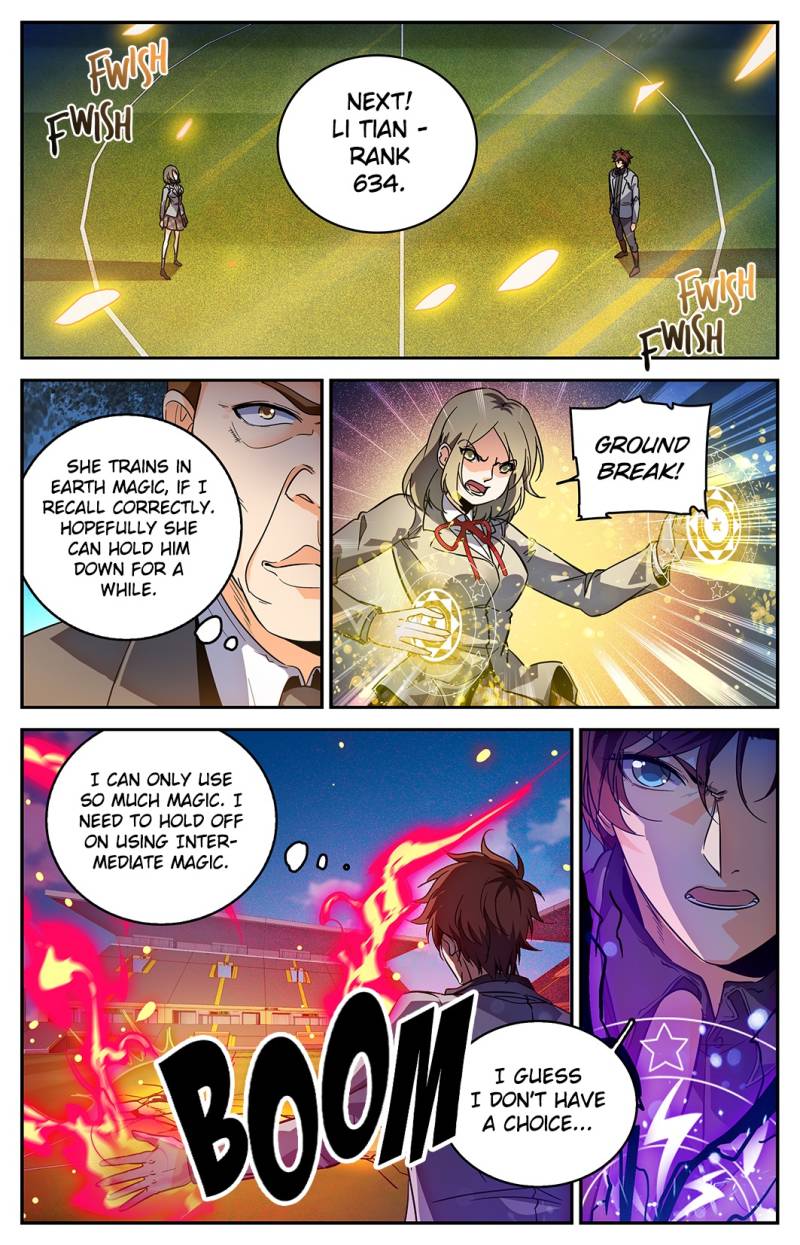 FWISH
FWISH
NEXT!
LI TIAN -
RANK
634.
FWISH
FWISH
SHE TRAINS IN
EARTH MAGIC, IF I
RECALL CORRECTLY.
HOPEFULLY SHE
CAN HOLD HIM
DOWN FOR A
WHILE.
GROUND
BREAK!
I CAN ONLY USE
SO MUCH MAGIC. I
NEED TO HOLD OFF
ON USING INTER-
MEDIATE MAGIC.
BOOM
I GUESS
I DON'T HAVE
A CHOICE...